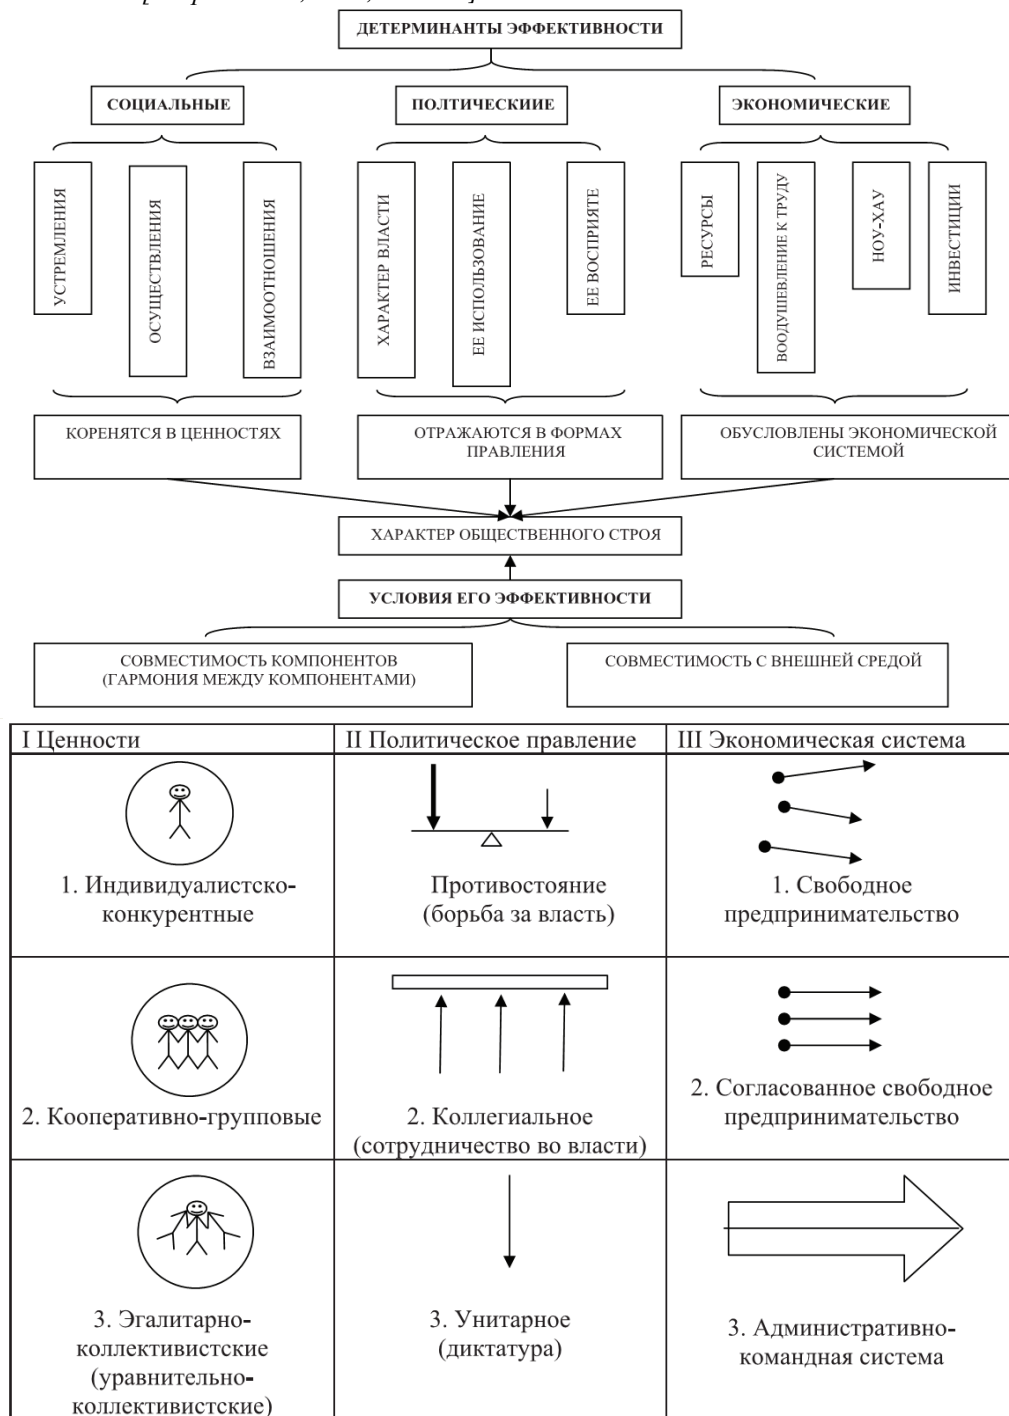 ДЕТЕРМИНАНТЫ ЭФФЕКТИВНОСТИ
СОЦИАЛЬНЫЕ
ПОЛТИЧЕСКИИЕ
ЭКОНОМИЧЕСКИЕ
УСТРЕМЛЕНИЯ
ОСУЩЕСТВЛЕНИЯ
ВЗАИМООТНОШЕНИЯ
ХАРАКТЕР ВЛАСТИ
ЕЕ ИСПОЛЬЗОВАНИЕ
ЕЕ ВОСПРИЯТЕ
РЕСУРСЫ
ВООДУШЕВЛЕНИЕ К ТРУДУ
НОУ-ХАУ
ИНВЕСТИЦИИ
КОРЕНЯТСЯ В ЦЕННОСТЯХ
ОТРАЖАЮТСЯ В ФОРМАХ
ПРАВЛЕНИЯ
ОБУСЛОВЛЕНЫ ЭКОНОМИЧЕСКОЙ
СИСТЕМОЙ
ХАРАКТЕР ОБЩЕСТВЕННОГО СТРОЯ
УСЛОВИЯ ЕГО ЭФФЕКТИВНОСТИ
СОВМЕСТИМОСТЬ КОМПОНЕНТОВ
(ГАРМОНИЯ МЕЖДУ КОМПОНЕНТАМИ)
СОВМЕСТИМОСТЬ С ВНЕШНЕЙ СРЕДОЙ
I Ценности
II Политическое правление
III Экономическая система
1. Индивидуалистско-
конкурентные
Противостояние
(борьба за власть)
1. Свободное
предпринимательство
2. Кооперативно-групповые
2. Коллегиальное
(сотрудничество во власти)
2. Согласованное свободное
предпринимательство
3. Эгалитарно-
коллективистские
(уравнительно-
коллективистские)
3. Унитарное
(диктатура)
3. Административно-
командная система